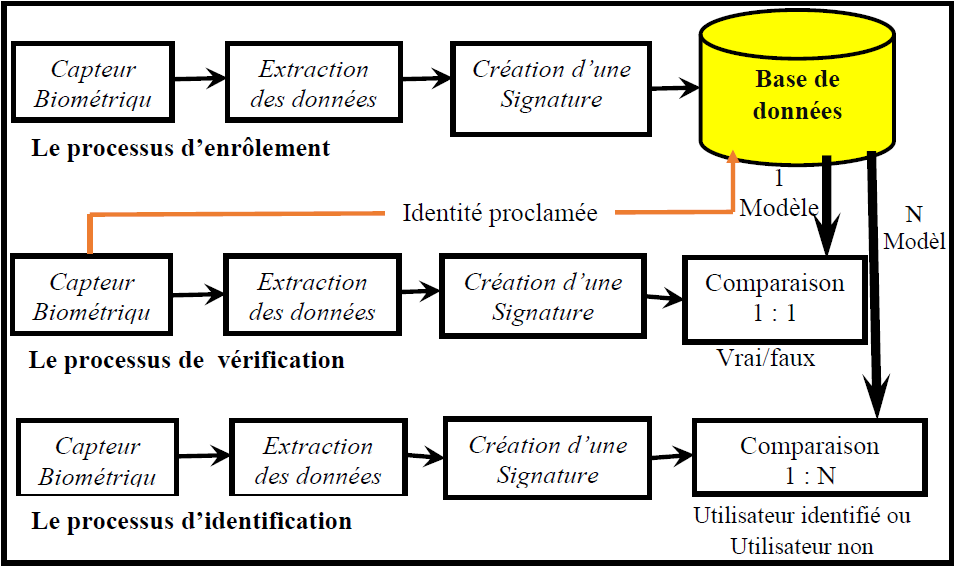 Capteur
Biométriqu
Extraction
des données
Création d’une
Signature
Base de
données
Le processus d’enrôlement
1
Modèle
N
Modèl
Identité proclamée
Capteur
Biométriqu
Extraction
des données
Création d’une
Signature
Comparaison
1 : 1
Le processus de vérification
Vrai/faux
Capteur
Biométriqu
Extraction
des données
Création d’une
Signature
Comparaison
1 : N
Le processus d’identification
Utilisateur identifié ou
Utilisateur non